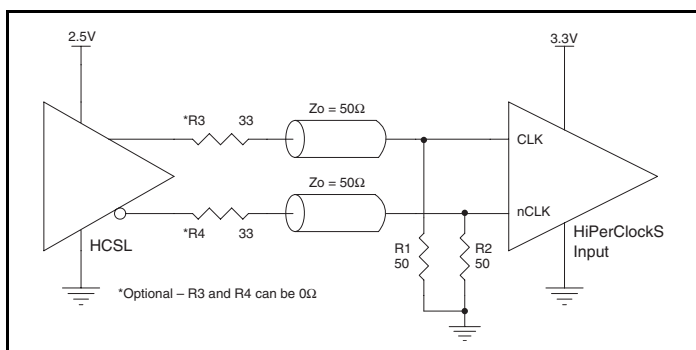 2.5V
3.3V
*R3 33
Zo = 50Ω
CLK
Zo = 50Ω
nCLK
*R4 33
HCSL
R1
50
R2
50
HiPerClockS
Input
*Optional – R3 and R4 can be 0Ω